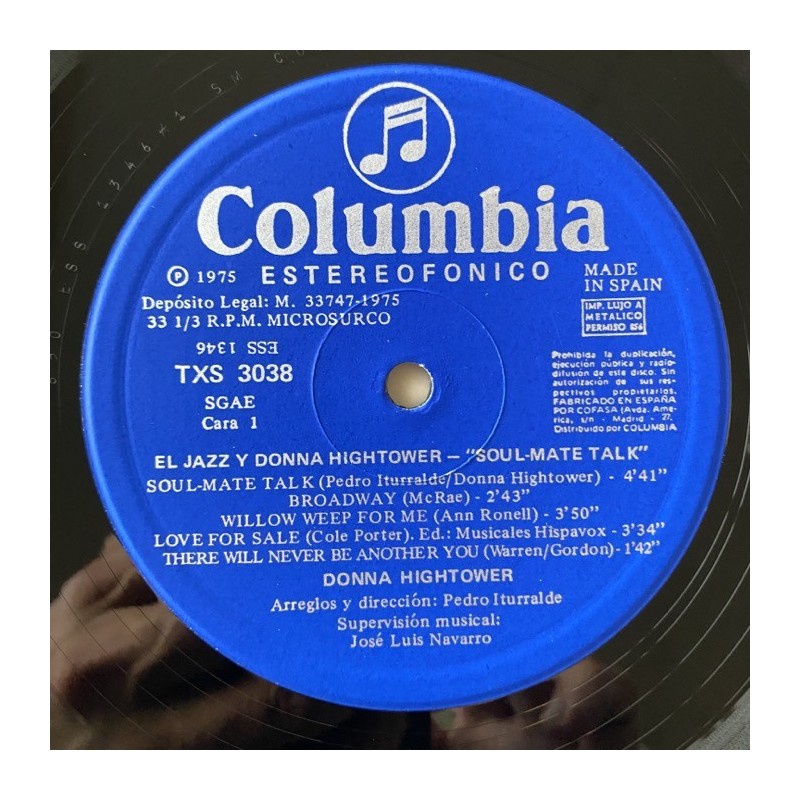 Columbia
℗ 1975 ESTEREOFONICO
MADE
IN SPAIN
Depósito Legal: M. 33747-1975
33 1/3 R.P.M. MICROSURCO
IMP. LUJO A
METALICO
PERMISO 856
ESS 1346
TXS 3038
SGAE
Cara 1
Prohibida la duplicación,
ejecución pública y radio-
difusión de este disco. Sin
autorización de sus res-
pectivos propietarios.
FABRICADO EN ESPAÑA
POR COFASA (Avda. Ame-
rica, s/n - Madrid - 27.
Distribuido por COLUMBIA
EL JAZZ Y DONNA HIGHTOWER — "SOUL-MATE TALK"
SOUL-MATE TALK (Pedro Iturralde/Donna Hightower) - 4'41"
BROADWAY (McRae) - 2'43"
WILLOW WEEP FOR ME (Ann Ronell) - 3'50"
LOVE FOR SALE (Cole Porter). Ed.: Musicales Hispavox - 3'34"
THERE WILL NEVER BE ANOTHER YOU (Warren/Gordon) - 1'42"
DONNA HIGHTOWER
Arreglos y dirección: Pedro Iturralde
Supervisión musical:
José Luis Navarro